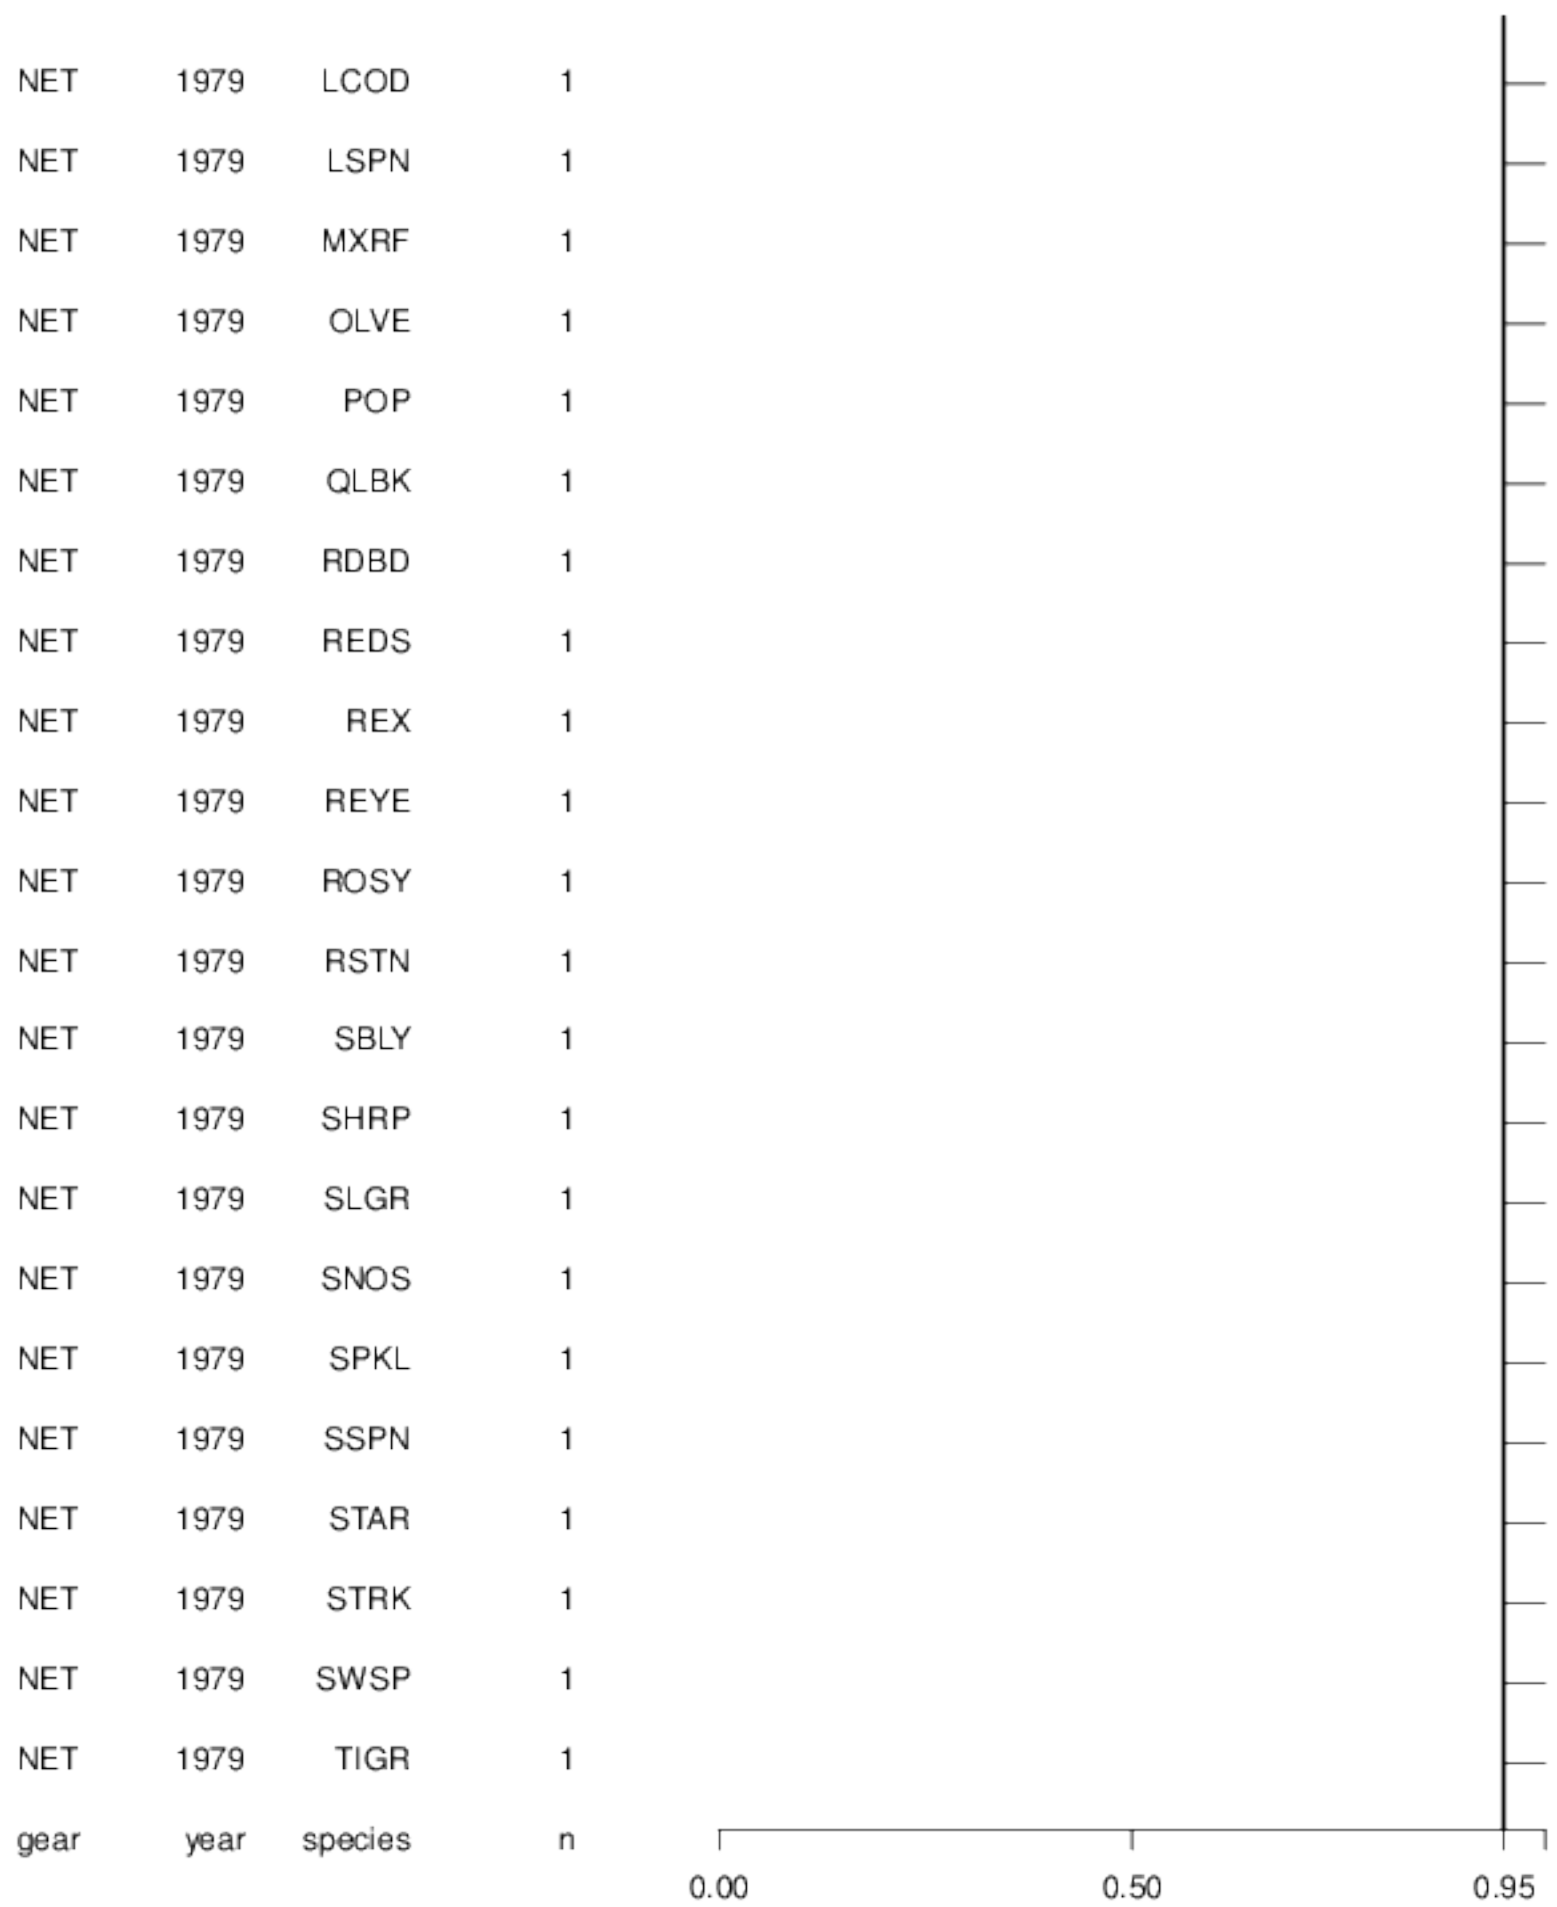 NET 1979 LCOD 1
NET 1979 LSPN 1
NET 1979 MXRF 1
NET 1979 OLVE 1
NET 1979 POP 1
NET 1979 QLBK 1
NET 1979 RDBD 1
NET 1979 REDS 1
NET 1979 REX 1
NET 1979 REYE 1
NET 1979 ROSY 1
NET 1979 RSTN 1
NET 1979 SBLY 1
NET 1979 SHRP 1
NET 1979 SLGR 1
NET 1979 SNOS 1
NET 1979 SPKL 1
NET 1979 SSPN 1
NET 1979 STAR 1
NET 1979 STRK 1
NET 1979 SWSP 1
NET 1979 TIGR 1
gear year species n
0.00 0.50 0.95